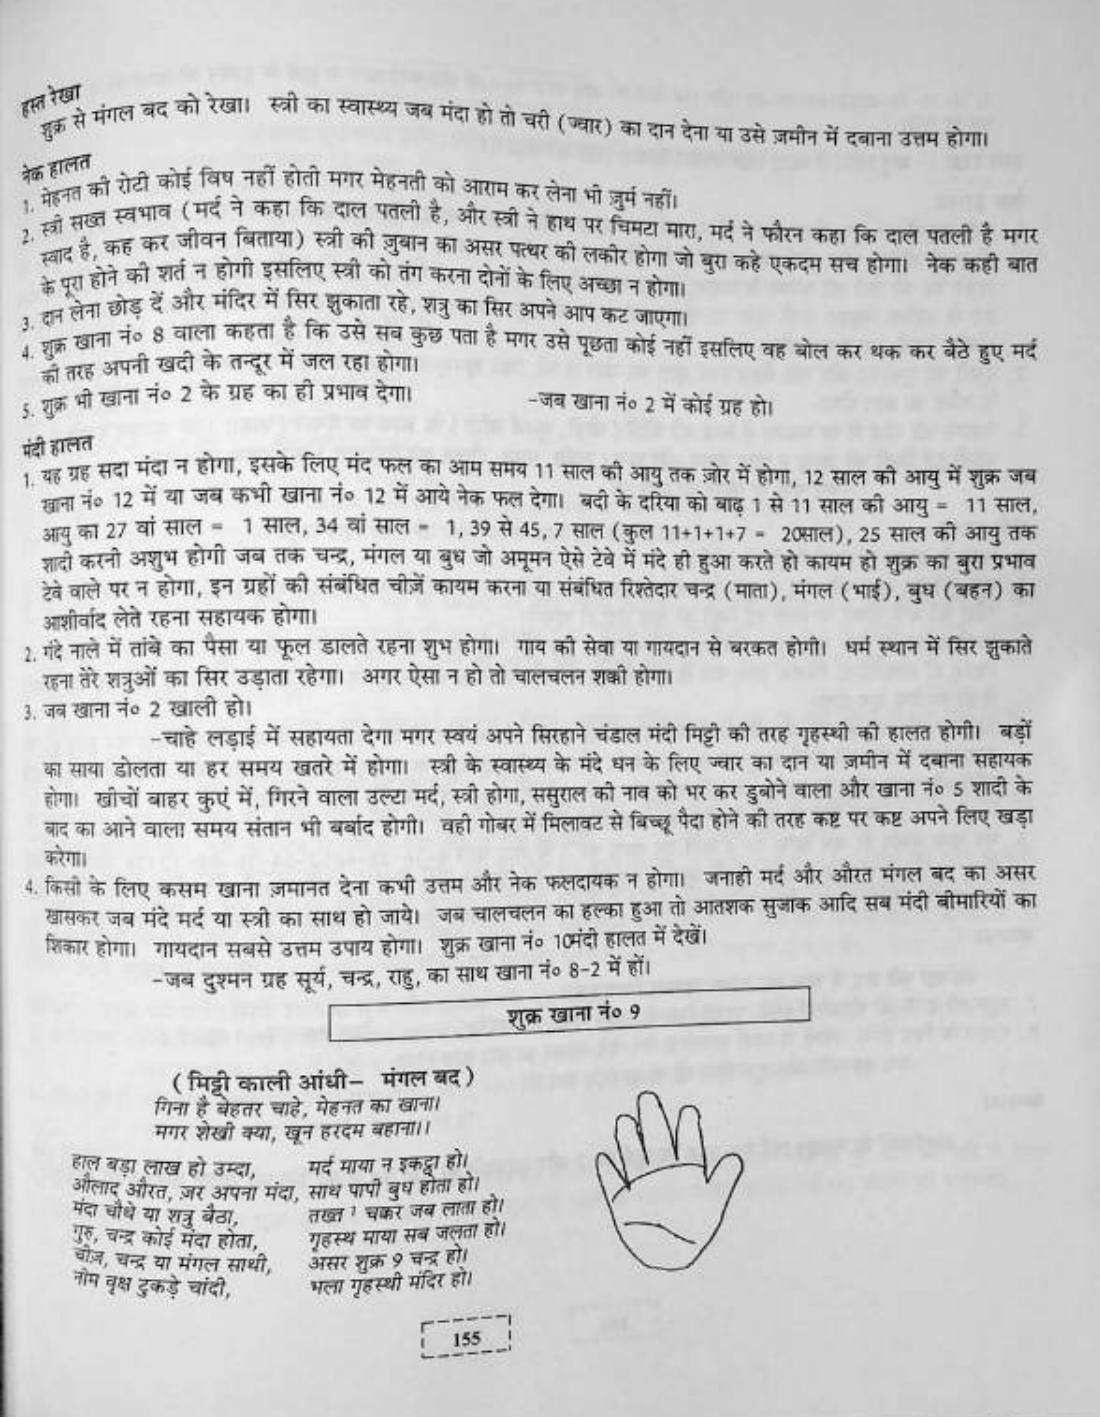 हस्त रेखा
शुक्र से मंगल बद को रेखा। स्त्री का स्वास्थ्य जब मंदा हो तो चरी (ज्वार) का दान देना या उसे ज़मीन में दबाना उत्तम होगा।
नेक हालत
1. मेहनत की रोटी कोई विष नहीं होती मगर मेहनती को आराम कर लेना भी ज़ुर्म नहीं।
2. स्त्री सख्त स्वभाव (मर्द ने कहा कि दाल पतली है, और स्त्री ने हाथ पर चिमटा मारा, मर्द ने फौरन कहा कि दाल पतली है मगर
स्वाद है, कह कर जीवन बिताया) स्त्री की ज़ुबान का असर पत्थर की लकीर होगा जो बुरा कहे एकदम सच होगा। नेक कही बात
के पूरा होने की शर्त न होगी इसलिए स्त्री को तंग करना दोनों के लिए अच्छा न होगा।
3. दान लेना छोड़ दें और मंदिर में सिर झुकाता रहे, शत्रु का सिर अपने आप कट जाएगा।
4. शुक्र खाना नं० 8 वाला कहता है कि उसे सब कुछ पता है मगर उसे पूछता कोई नहीं इसलिए वह बोल कर थक कर बैठे हुए मर्द
की तरह अपनी खदी के तन्दूर में जल रहा होगा।
5. शुक्र भी खाना नं० 2 के ग्रह का ही प्रभाव देगा। -जब खाना नं० 2 में कोई ग्रह हो।
मंदी हालत
1. यह ग्रह सदा मंदा न होगा, इसके लिए मंद फल का आम समय 11 साल की आयु तक ज़ोर में होगा, 12 साल की आयु में शुक्र जब
खाना नं० 12 में या जब कभी खाना नं० 12 में आये नेक फल देगा। बदी के दरिया को बाढ़ 1 से 11 साल की आयु = 11 साल,
आयु का 27 वां साल = 1 साल, 34 वां साल = 1, 39 से 45, 7 साल (कुल 11+1+1+7 = 20साल), 25 साल की आयु तक
शादी करनी अशुभ होगी जब तक चन्द्र, मंगल या बुध जो अमूमन ऐसे टेवे में मंदे ही हुआ करते हो कायम हो शुक्र का बुरा प्रभाव
टेवे वाले पर न होगा, इन ग्रहों की संबंधित चीज़ें कायम करना या संबंधित रिश्तेदार चन्द्र (माता), मंगल (भाई), बुध (बहन) का
आशीर्वाद लेते रहना सहायक होगा।
2. गंदे नाले में तांबे का पैसा या फूल डालते रहना शुभ होगा। गाय की सेवा या गायदान से बरकत होगी। धर्म स्थान में सिर झुकाते
रहना तेरे शत्रुओं का सिर उड़ाता रहेगा। अगर ऐसा न हो तो चालचलन शक्की होगा।
3. जब खाना नं० 2 खाली हो।
-चाहे लड़ाई में सहायता देगा मगर स्वयं अपने सिरहाने चंडाल मंदी मिट्टी की तरह गृहस्थी की हालत होगी। बड़ों
का साया डोलता या हर समय खतरे में होगा। स्त्री के स्वास्थ्य के मंदे धन के लिए ज्वार का दान या ज़मीन में दबाना सहायक
होगा। खीचों बाहर कुएं में, गिरने वाला उल्टा मर्द, स्त्री होगा, ससुराल की नाव को भर कर डुबोने वाला और खाना नं० 5 शादी के
बाद का आने वाला समय संतान भी बर्बाद होगी। वही गोबर में मिलावट से बिच्छू पैदा होने की तरह कष्ट पर कष्ट अपने लिए खड़ा
करेगा।
4. किसी के लिए कसम खाना ज़मानत देना कभी उत्तम और नेक फलदायक न होगा। जनाही मर्द और औरत मंगल बद का असर
खासकर जब मंदे मर्द या स्त्री का साथ हो जाये। जब चालचलन का हल्का हुआ तो आतशक सुजाक आदि सब मंदी बीमारियों का
शिकार होगा। गायदान सबसे उत्तम उपाय होगा। शुक्र खाना नं० 10मंदी हालत में देखें।
-जब दुश्मन ग्रह सूर्य, चन्द्र, राहु, का साथ खाना नं० 8-2 में हों।
शुक्र खाना नं० 9
(मिट्टी काली आंधी- मंगल बद)
गिना है बेहतर चाहे, मेहनत का खाना।
मगर शेखी क्या, खून हरदम बहाना।।
हाल बड़ा लाख हो उम्दा, मर्द माया न इकट्ठा हो।
औलाद औरत, ज़र अपना मंदा, साथ पापी बुध होता हो।
मंदा चौथे या शत्रु बैठा, तख्त ¹ चक्कर जब लाता हो।
गुरु, चन्द्र कोई मंदा होता, गृहस्थ माया सब जलता हो।
चीज़, चन्द्र या मंगल साथी, असर शुक्र 9 चन्द्र हो।
नीम वृक्ष टुकड़े चांदी, भला गृहस्थी मंदिर हो।
155